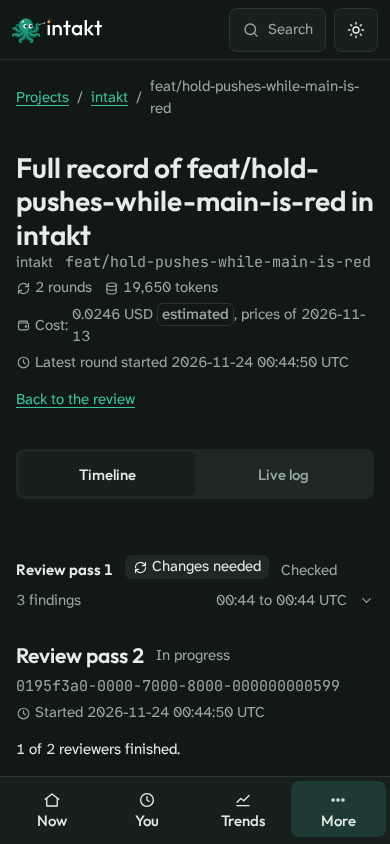 intakt
Search
Projects / intakt / feat/hold-pushes-while-main-is-
red
Full record of feat/hold-
pushes-while-main-is-red in
intakt
intakt feat/hold-pushes-while-main-is-red
2 rounds 19,650 tokens
Cost: 0.0246 USD estimated, prices of 2026-11-
13
Latest round started 2026-11-24 00:44:50 UTC
Back to the review
Timeline Live log
Review pass 1 Changes needed Checked
3 findings 00:44 to 00:44 UTC
Review pass 2 In progress
0195f3a0-0000-7000-8000-000000000599
Started 2026-11-24 00:44:50 UTC
1 of 2 reviewers finished.
Now You Trends More